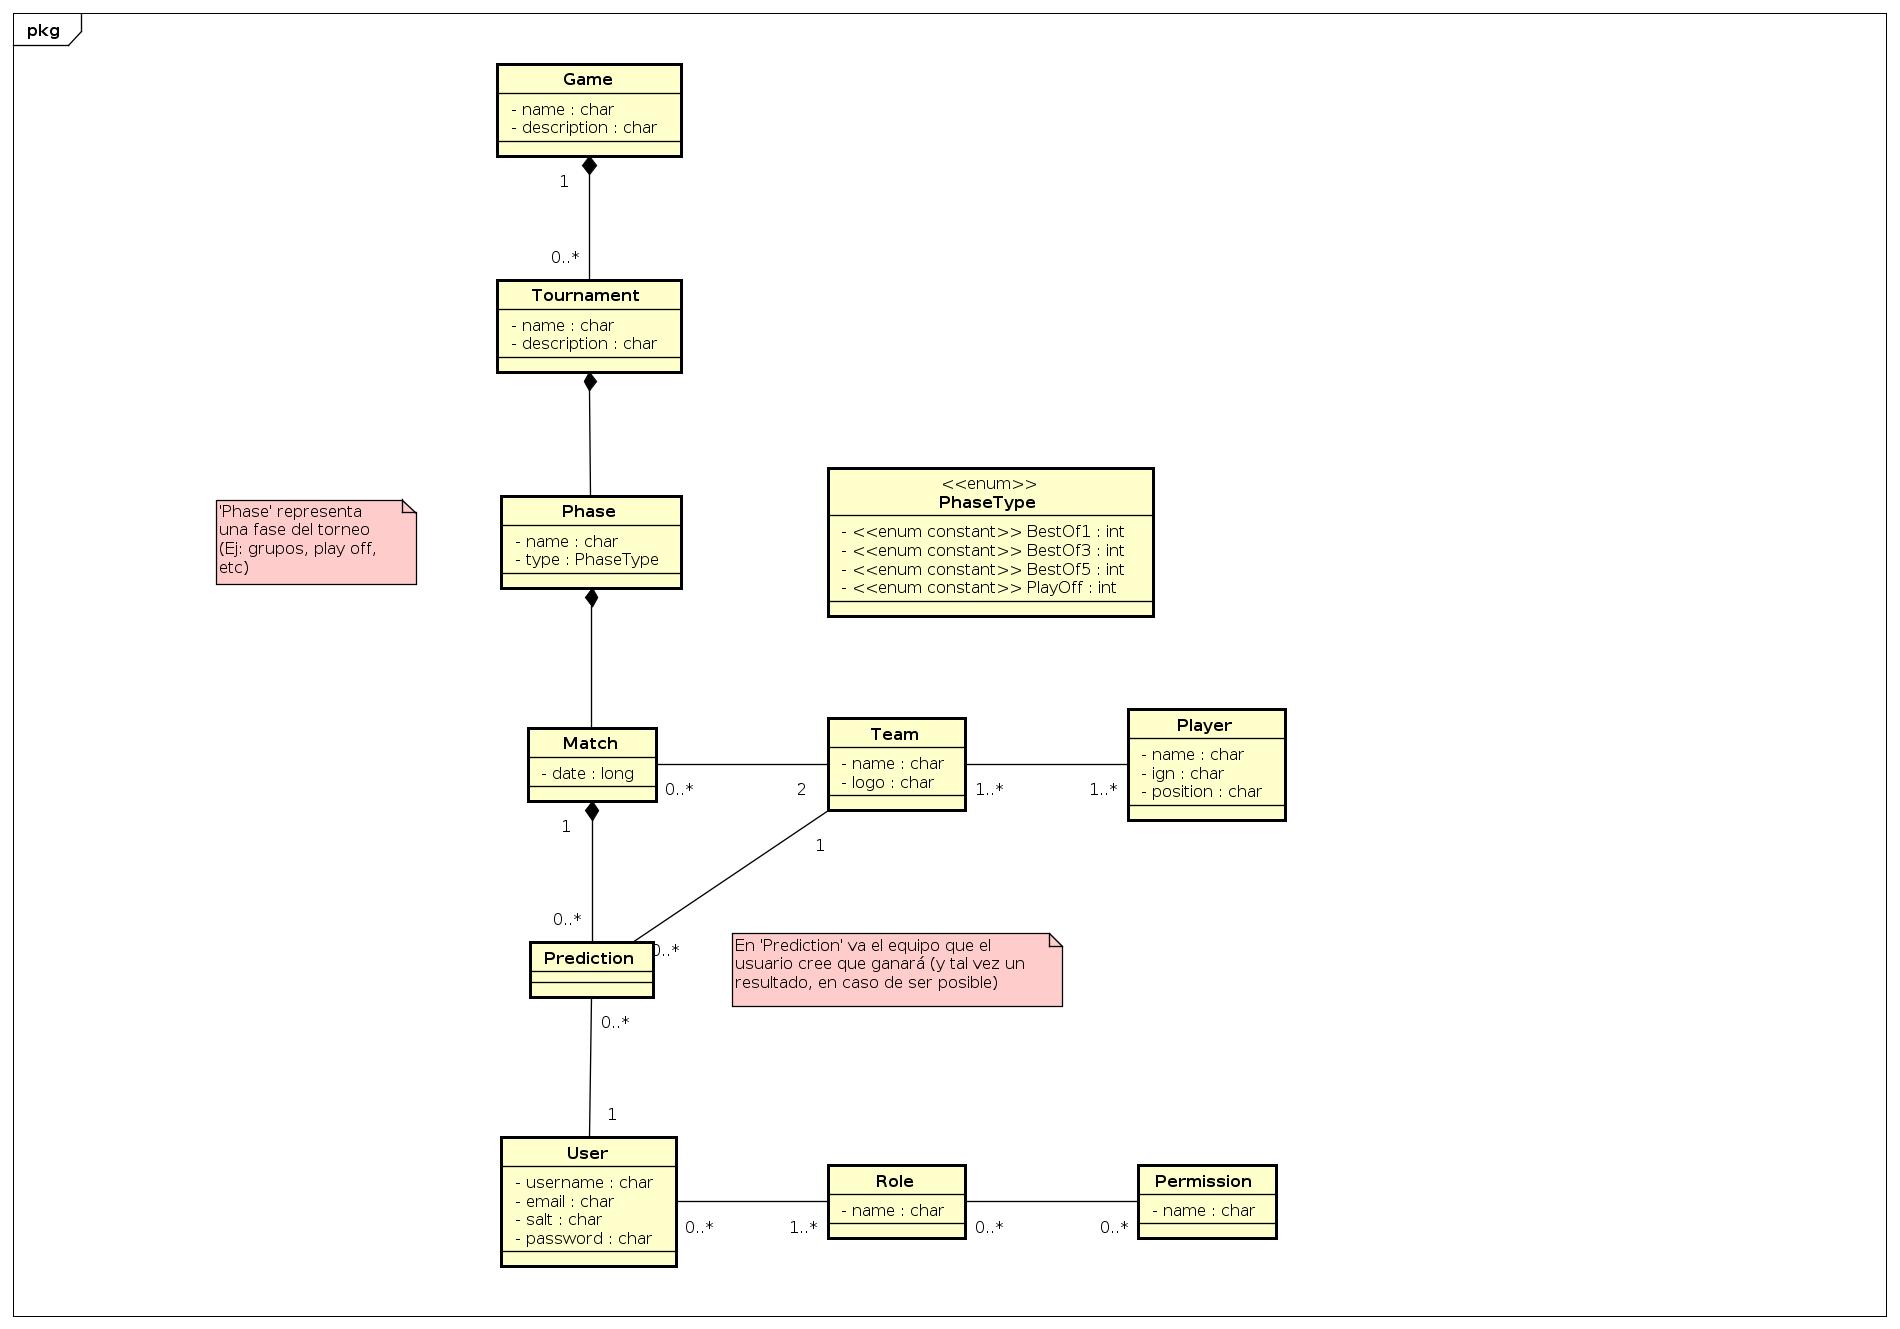 pkg
Game
- name : char
- description : char
1
0..*
Tournament
- name : char
- description : char
'Phase' representa
una fase del torneo
(Ej: grupos, play off,
etc)
Phase
- name : char
- type : PhaseType
<<enum>>
PhaseType
- <<enum constant>> BestOf1 : int
- <<enum constant>> BestOf3 : int
- <<enum constant>> BestOf5 : int
- <<enum constant>> PlayOff : int
Match
- date : long
0..*
2
Team
- name : char
- logo : char
1..*
1..*
Player
- name : char
- ign : char
- position : char
1
1
0..*
0..*
Prediction
En 'Prediction' va el equipo que el
usuario cree que ganará (y tal vez un
resultado, en caso de ser posible)
0..*
1
User
- username : char
- email : char
- salt : char
- password : char
0..*
1..*
Role
- name : char
0..*
0..*
Permission
- name : char